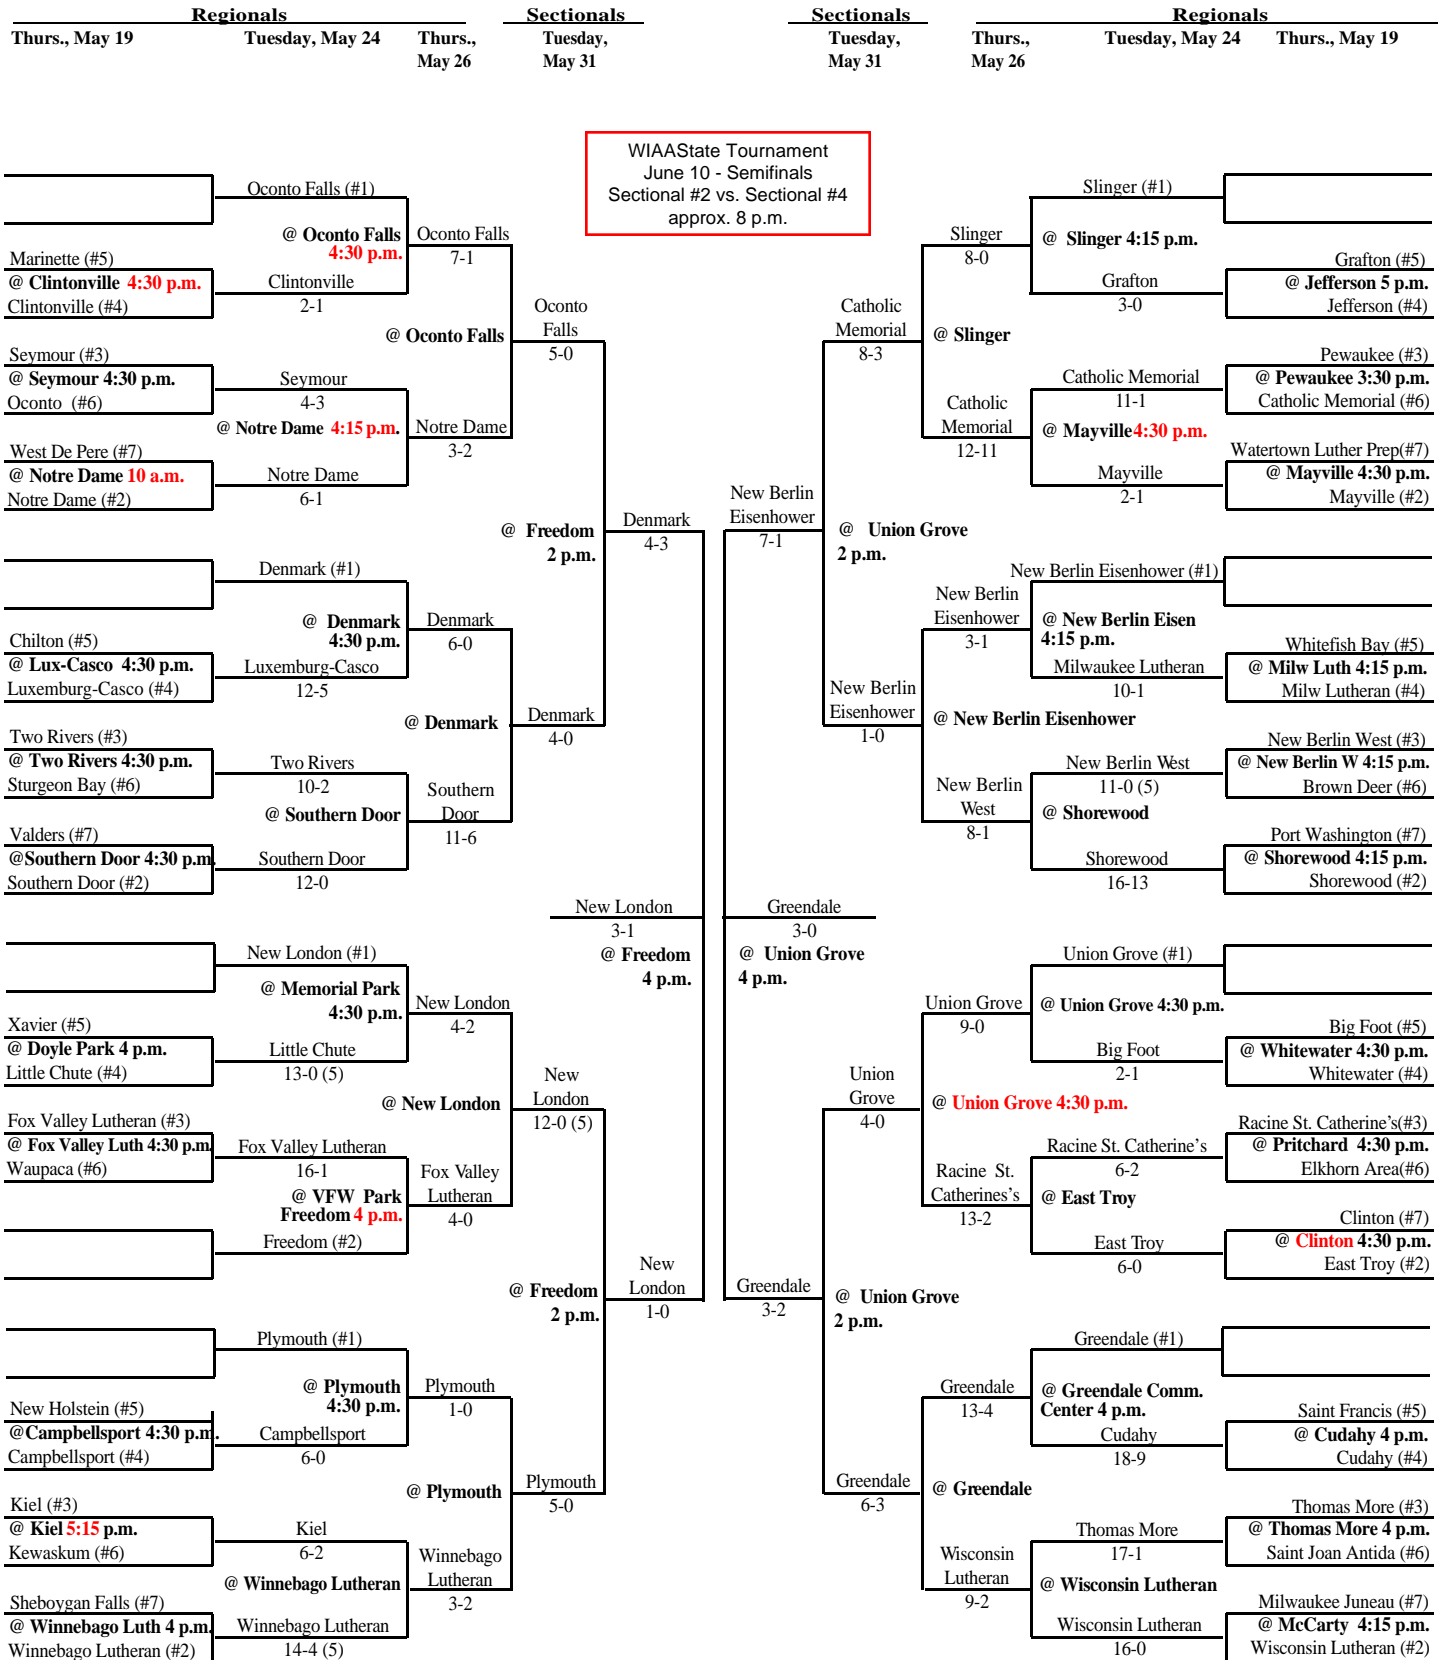 Regionals Sectionals Sectionals Regionals
Thurs., May 19 Tuesday, May 24 Thurs., May 26 Tuesday, May 31 Tuesday, May 31 Thurs., May 26 Tuesday, May 24 Thurs., May 19
WIAAState Tournament
June 10 - Semifinals
Sectional #2 vs. Sectional #4
approx. 8 p.m.
Marinette (#5)
@ Clintonville 4:30 p.m.
Clintonville (#4)
Seymour (#3)
@ Seymour 4:30 p.m.
Oconto (#6)
West De Pere (#7)
@ Notre Dame 10 a.m.
Notre Dame (#2)
Chilton (#5)
@ Lux-Casco 4:30 p.m.
Luxemburg-Casco (#4)
Two Rivers (#3)
@ Two Rivers 4:30 p.m.
Sturgeon Bay (#6)
Valders (#7)
@Southern Door 4:30 p.m.
Southern Door (#2)
Xavier (#5)
@ Doyle Park 4 p.m.
Little Chute (#4)
Fox Valley Lutheran (#3)
@ Fox Valley Luth 4:30 p.m.
Waupaca (#6)
New Holstein (#5)
@Campbellsport 4:30 p.m.
Campbellsport (#4)
Kiel (#3)
@ Kiel 5:15 p.m.
Kewaskum (#6)
Sheboygan Falls (#7)
@ Winnebago Luth 4 p.m.
Winnebago Lutheran (#2)
Oconto Falls (#1)
@ Oconto Falls
4:30 p.m.
Clintonville
2-1
Seymour
4-3
@ Notre Dame 4:15 p.m.
Notre Dame
6-1
Denmark (#1)
@ Denmark
4:30 p.m.
Luxemburg-Casco
12-5
Two Rivers
10-2
@ Southern Door
Southern Door
12-0
New London (#1)
@ Memorial Park
4:30 p.m.
Little Chute
13-0 (5)
Fox Valley Lutheran
16-1
@ VFW Park
Freedom 4 p.m.
Freedom (#2)
Plymouth (#1)
@ Plymouth
4:30 p.m.
Campbellsport
6-0
Kiel
6-2
@ Winnebago Lutheran
Winnebago Lutheran
14-4 (5)
Oconto Falls
7-1
@ Oconto Falls
Notre Dame
3-2
Denmark
6-0
@ Denmark
Southern
Door
11-6
New London
4-2
@ New London
Fox Valley
Lutheran
4-0
Plymouth
1-0
@ Plymouth
Winnebago
Lutheran
3-2
Oconto
Falls
5-0
@ Freedom
2 p.m.
Denmark
4-0
New
London
12-0 (5)
@ Freedom
2 p.m.
Plymouth
5-0
Denmark
4-3
New London
3-1
@ Freedom
4 p.m.
New
London
1-0
New Berlin
Eisenhower
7-1
Greendale
3-0
@ Union Grove
4 p.m.
Greendale
3-2
Catholic
Memorial
8-3
@ Union Grove
2 p.m.
New Berlin
Eisenhower
1-0
Union
Grove
4-0
@ Union Grove
2 p.m.
Greendale
6-3
Slinger
8-0
@ Slinger
Catholic
Memorial
12-11
New Berlin
Eisenhower
3-1
@ New Berlin Eisenhower
New Berlin
West
8-1
Union Grove
9-0
@ Union Grove 4:30 p.m.
Racine St.
Catherines's
13-2
Greendale
13-4
@ Greendale
Wisconsin
Lutheran
9-2
Slinger (#1)
@ Slinger 4:15 p.m.
Grafton
3-0
Catholic Memorial
11-1
@ Mayville 4:30 p.m.
Mayville
2-1
New Berlin Eisenhower (#1)
@ New Berlin Eisen
4:15 p.m.
Milwaukee Lutheran
10-1
New Berlin West
11-0 (5)
@ Shorewood
Shorewood
16-13
Union Grove (#1)
@ Union Grove 4:30 p.m.
Big Foot
2-1
Racine St. Catherine's
6-2
@ East Troy
East Troy
6-0
Greendale (#1)
@ Greendale Comm.
Center 4 p.m.
Cudahy
18-9
Thomas More
17-1
@ Wisconsin Lutheran
Wisconsin Lutheran
16-0
Grafton (#5)
@ Jefferson 5 p.m.
Jefferson (#4)
Pewaukee (#3)
@ Pewaukee 3:30 p.m.
Catholic Memorial (#6)
Watertown Luther Prep(#7)
@ Mayville 4:30 p.m.
Mayville (#2)
Whitefish Bay (#5)
@ Milw Luth 4:15 p.m.
Milw Lutheran (#4)
New Berlin West (#3)
@ New Berlin W 4:15 p.m.
Brown Deer (#6)
Port Washington (#7)
@ Shorewood 4:15 p.m.
Shorewood (#2)
Big Foot (#5)
@ Whitewater 4:30 p.m.
Whitewater (#4)
Racine St. Catherine's(#3)
@ Pritchard 4:30 p.m.
Elkhorn Area(#6)
Clinton (#7)
@ Clinton 4:30 p.m.
East Troy (#2)
Saint Francis (#5)
@ Cudahy 4 p.m.
Cudahy (#4)
Thomas More (#3)
@ Thomas More 4 p.m.
Saint Joan Antida (#6)
Milwaukee Juneau (#7)
@ McCarty 4:15 p.m.
Wisconsin Lutheran (#2)